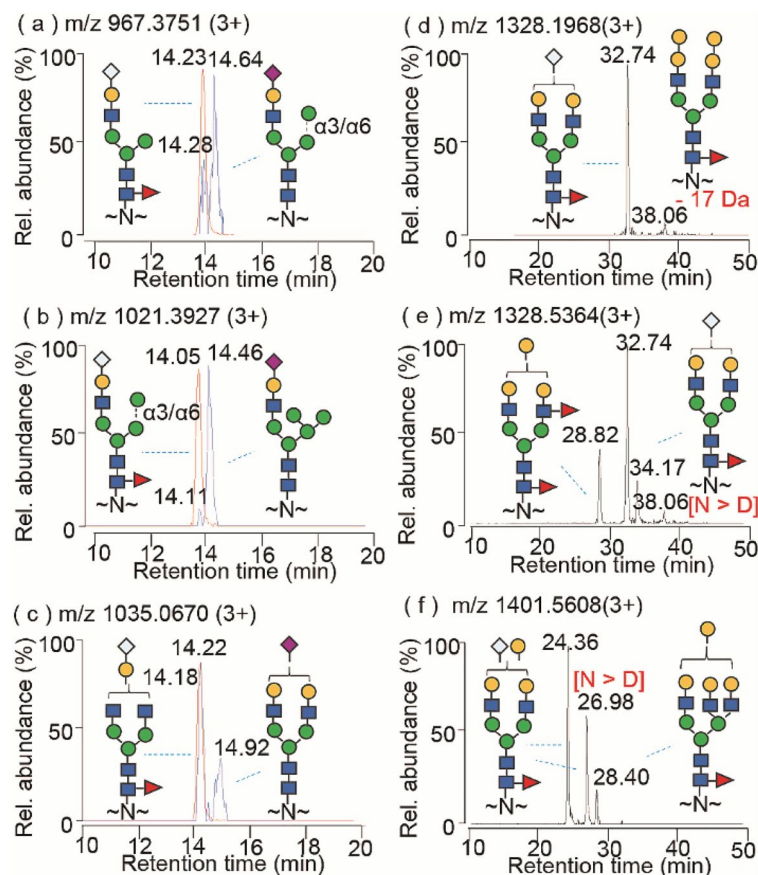 ( a ) m/z 967.3751 (3+)
Rel. abundance (%)
100
50
0
14.23
14.64
14.28
α3/α6
~N~
~N~
10 12 14 16 18 20
Retention time (min)
( b ) m/z 1021.3927 (3+)
Rel. abundance (%)
100
50
0
14.05
14.46
α3/α6
14.11
~N~
~N~
10 12 14 16 18 20
Retention time (min)
( c ) m/z 1035.0670 (3+)
Rel. abundance (%)
100
50
0
14.22
14.18
14.92
~N~
~N~
10 12 14 16 18 20
Retention time (min)
( d ) m/z 1328.1968(3+)
Rel. abundance (%)
100
50
0
32.74
38.06
~N~
~N~
- 17 Da
10 20 30 40 50
Retention time (min)
( e ) m/z 1328.5364(3+)
Rel. abundance (%)
100
50
0
32.74
28.82
34.17
38.06
[N > D]
~N~
~N~
10 20 30 40 50
Retention time (min)
( f ) m/z 1401.5608(3+)
Rel. abundance (%)
100
50
0
24.36
[N > D]
26.98
28.40
~N~
~N~
10 20 30 40 50
Retention time (min)